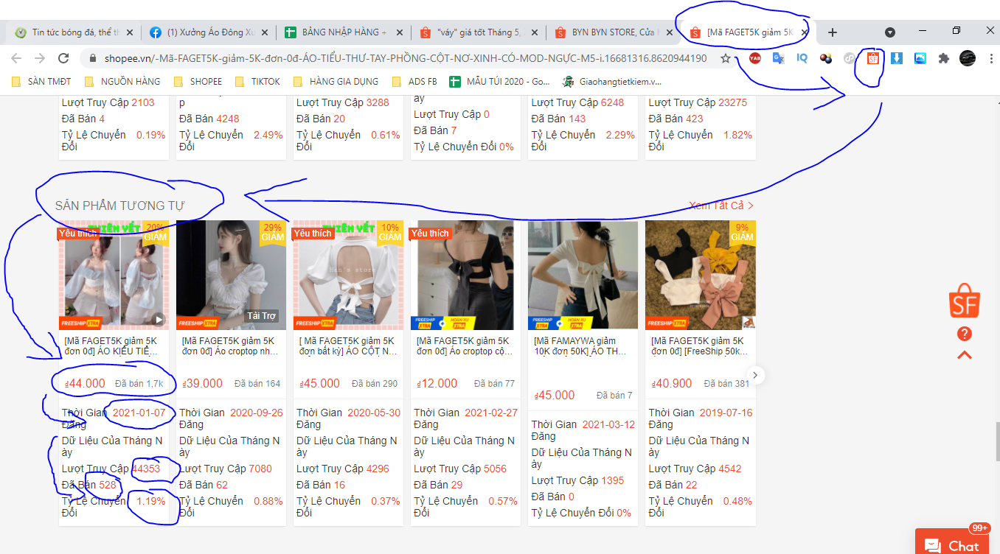 Tin tức bóng đá, thể th
(1) Xưởng Áo Đông Xu
BẢNG NHẬP HÀNG +
"váy" giá tốt Tháng 5,
BYN BYN STORE, Cửa
[Mã FAGET5K giảm 5K
shopee.vn/-Mã-FAGET5K-giảm-5K-đơn-0đ-ÁO-TIỂU-THƯ-TAY-PHỒNG-CỘT-NƠ-XINH-CÓ-MOD-NGỰC-M5-i.16681316.8620944190
YAB
IQ
SF
SÀN TMĐT
NGUỒN HÀNG
SHOPEE
TIKTOK
HÀNG GIA DỤNG
ADS FB
MẪU TÚI 2020 - Go...
Giaohangtietkiem.v...
Lượt Truy Cập 2103
Đã Bán 4
Tỷ Lệ Chuyển 0.19%
Đổi
p
Đã Bán 4248
Tỷ Lệ Chuyển 2.49%
Đổi
Lượt Truy Cập 3288
Đã Bán 20
Tỷ Lệ Chuyển 0.61%
Đổi
ày
Lượt Truy Cập 0
Đã Bán 7
Tỷ Lệ Chuyển Đổi 0%
Lượt Truy Cập 6248
Đã Bán 143
Tỷ Lệ Chuyển 2.29%
Đổi
Lượt Truy Cập 23275
Đã Bán 423
Tỷ Lệ Chuyển 1.82%
Đổi
SẢN PHẨM TƯƠNG TỰ
Xem Tất Cả
Yêu thích
THIÊN YẾT
20%
GIẢM
FREESHIP XTRA
[Mã FAGET5K giảm 5K
đơn 0đ] ÁO KIỂU TIỂ...
₫44.000 Đã bán 1,7k
Thời Gian 2021-01-07
Đăng
Dữ Liệu Của Tháng N
ày
Lượt Truy Cập 44353
Đã Bán 528
Tỷ Lệ Chuyển 1.19%
Đổi
29%
GIẢM
Tài Trợ
FREESHIP XTRA
[Mã FAGET5K giảm 5K
đơn 0đ] Áo croptop nh...
₫39.000 Đã bán 164
Thời Gian 2020-09-26
Đăng
Dữ Liệu Của Tháng N
ày
Lượt Truy Cập 7080
Đã Bán 62
Tỷ Lệ Chuyển 0.88%
Đổi
Yêu thích
THIÊN YẾT
10%
GIẢM
FREESHIP XTRA
[ Mã FAGET5K giảm 5K
đơn bất kỳ] ÁO CỘT N...
₫45.000 Đã bán 290
Thời Gian 2020-05-30
Đăng
Dữ Liệu Của Tháng N
ày
Lượt Truy Cập 4296
Đã Bán 16
Tỷ Lệ Chuyển 0.37%
Đổi
Yêu thích
FREESHIP XTRA + HOÀN XU XTRA
[Mã FAGET5K giảm 5K
đơn 0đ] Áo croptop cộ...
₫12.000 Đã bán 77
Thời Gian 2021-02-27
Đăng
Dữ Liệu Của Tháng N
ày
Lượt Truy Cập 5056
Đã Bán 29
Tỷ Lệ Chuyển 0.57%
Đổi
FREESHIP XTRA + HOÀN XU XTRA
[Mã FAMAYWA giảm
10K đơn 50K] ÁO TH...
₫45.000 Đã bán 7
Thời Gian 2021-03-12
Đăng
Dữ Liệu Của Tháng N
ày
Lượt Truy Cập 1395
Đã Bán 0
Tỷ Lệ Chuyển Đổi 0%
9%
GIẢM
FREESHIP XTRA
[Mã FAGET5K giảm 5K
đơn 0đ] [FreeShip 50k...
₫40.900 Đã bán 381
Thời Gian 2019-07-16
Đăng
Dữ Liệu Của Tháng N
ày
Lượt Truy Cập 4542
Đã Bán 22
Tỷ Lệ Chuyển 0.48%
Đổi
SF
?
99+
Chat